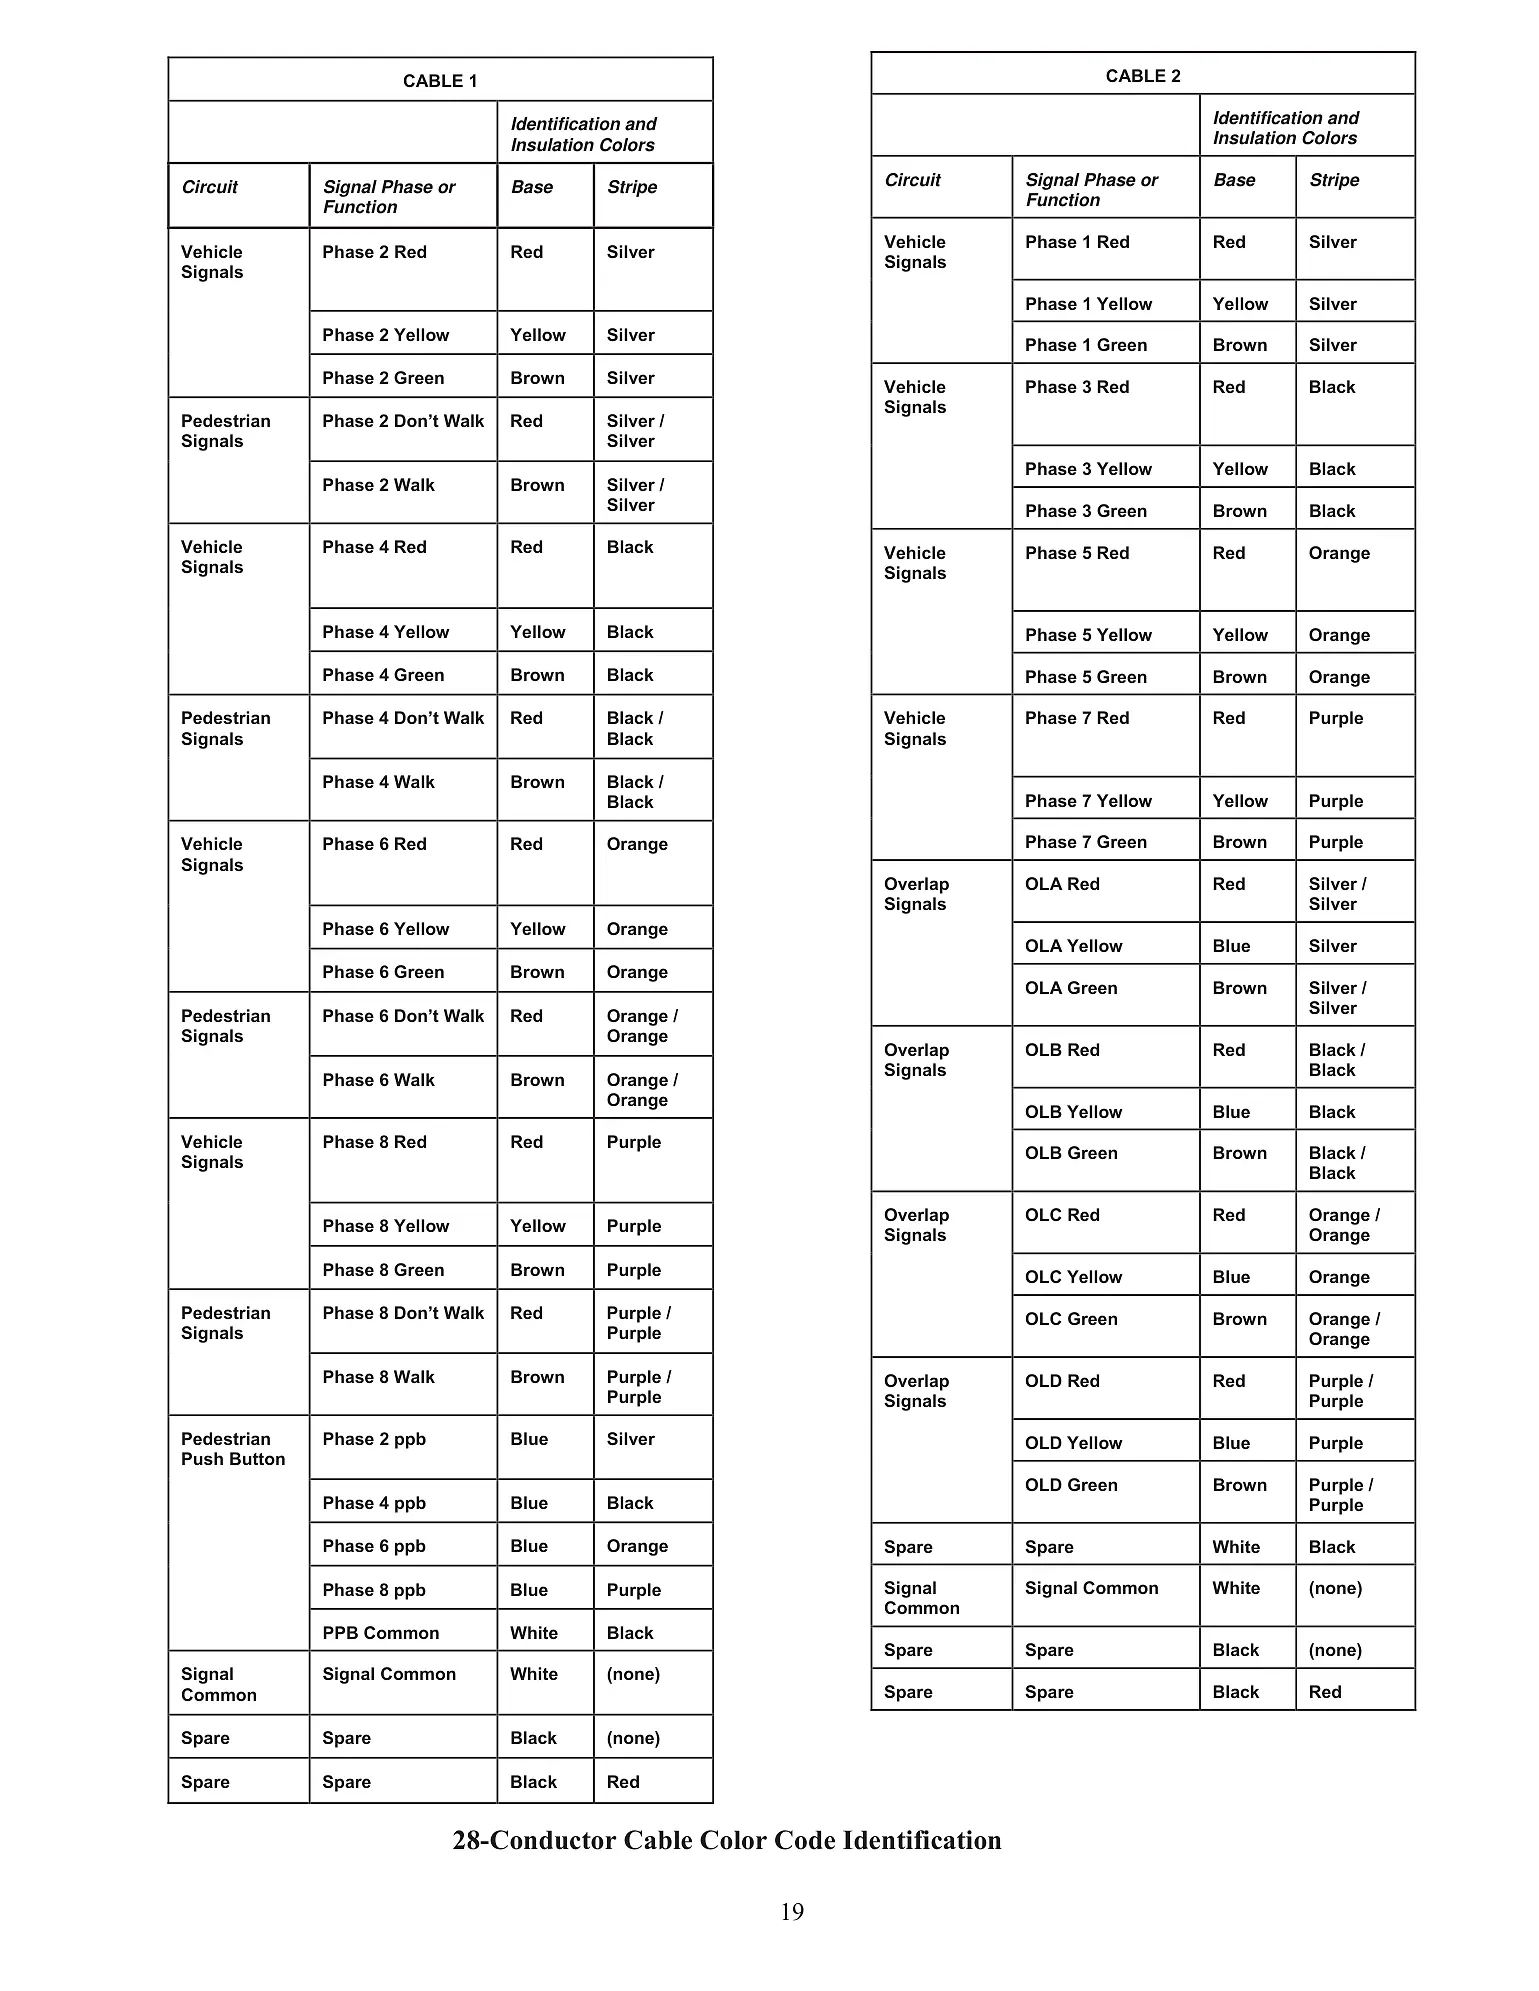 CABLE 1
Identification and
Insulation Colors
Circuit Signal Phase or Base Stripe
Function
Vehicle Phase 2 Red Red Silver
Signals
Phase 2 Yellow Yellow Silver
Phase 2 Green Brown Silver
Pedestrian Phase 2 Don’t Walk Red Silver /
Signals Silver
Phase 2 Walk Brown Silver /
Silver
Vehicle Phase 4 Red Red Black
Signals
Phase 4 Yellow Yellow Black
Phase 4 Green Brown Black
Pedestrian Phase 4 Don’t Walk Red Black /
Signals Black
Phase 4 Walk Brown Black /
Black
Vehicle Phase 6 Red Red Orange
Signals
Phase 6 Yellow Yellow Orange
Phase 6 Green Brown Orange
Pedestrian Phase 6 Don’t Walk Red Orange /
Signals Orange
Phase 6 Walk Brown Orange /
Orange
Vehicle Phase 8 Red Red Purple
Signals
Phase 8 Yellow Yellow Purple
Phase 8 Green Brown Purple
Pedestrian Phase 8 Don’t Walk Red Purple /
Signals Purple
Phase 8 Walk Brown Purple /
Purple
Pedestrian Phase 2 ppb Blue Silver
Push Button
Phase 4 ppb Blue Black
Phase 6 ppb Blue Orange
Phase 8 ppb Blue Purple
PPB Common White Black
Signal Signal Common White (none)
Common
Spare Spare Black (none)
Spare Spare Black Red
CABLE 2
Identification and
Insulation Colors
Circuit Signal Phase or Base Stripe
Function
Vehicle Phase 1 Red Red Silver
Signals
Phase 1 Yellow Yellow Silver
Phase 1 Green Brown Silver
Vehicle Phase 3 Red Red Black
Signals
Phase 3 Yellow Yellow Black
Phase 3 Green Brown Black
Vehicle Phase 5 Red Red Orange
Signals
Phase 5 Yellow Yellow Orange
Phase 5 Green Brown Orange
Vehicle Phase 7 Red Red Purple
Signals
Phase 7 Yellow Yellow Purple
Phase 7 Green Brown Purple
Overlap OLA Red Red Silver /
Signals Silver
OLA Yellow Blue Silver
OLA Green Brown Silver /
Silver
Overlap OLB Red Red Black /
Signals Black
OLB Yellow Blue Black
OLB Green Brown Black /
Black
Overlap OLC Red Red Orange /
Signals Orange
OLC Yellow Blue Orange
OLC Green Brown Orange /
Orange
Overlap OLD Red Red Purple /
Signals Purple
OLD Yellow Blue Purple
OLD Green Brown Purple /
Purple
Spare Spare White Black
Signal Signal Common White (none)
Common
Spare Spare Black (none)
Spare Spare Black Red
28-Conductor Cable Color Code Identification
19